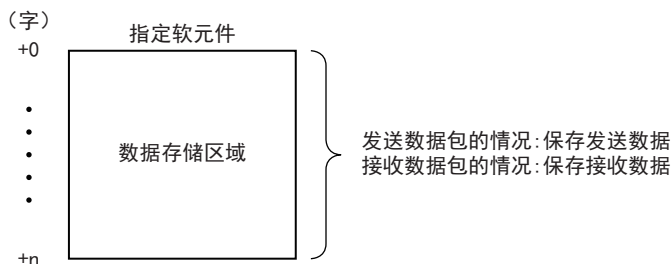 （字）
指定软元件
+0
数据存储区域
发送数据包的情况:保存发送数据
接收数据包的情况:保存接收数据
+n